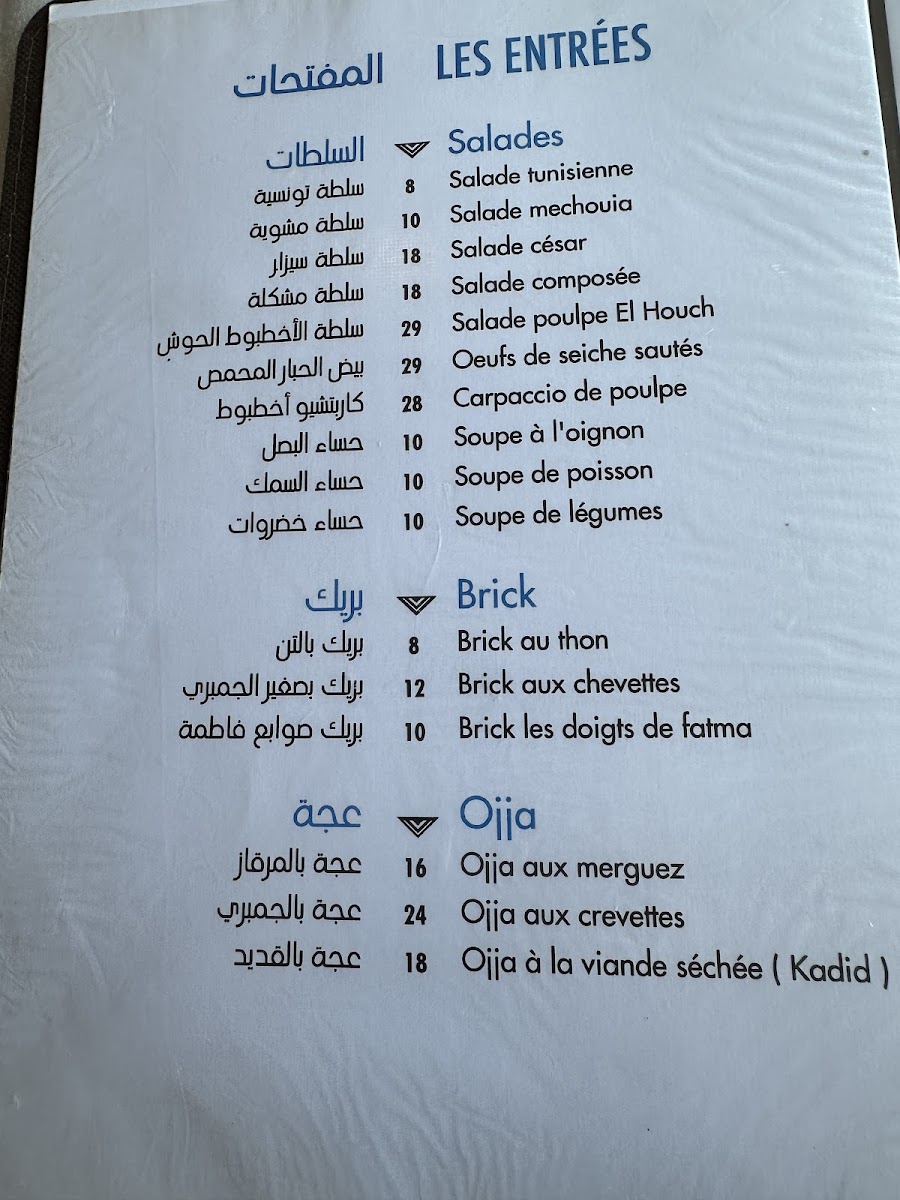 المفتحات LES ENTRÉES
السلطات Salades
سلطة تونسية 8 Salade tunisienne
سلطة مشوية 10 Salade mechouia
سلطة سيزار 18 Salade césar
سلطة مشكلة 18 Salade composée
سلطة الأخطبوط الحوش 29 Salade poulpe El Houch
بيض الحبار المحمص 29 Oeufs de seiche sautés
كاربتشيو أخطبوط 28 Carpaccio de poulpe
حساء البصل 10 Soupe à l'oignon
حساء السمك 10 Soupe de poisson
حساء خضروات 10 Soupe de légumes
بريك Brick
بريك بالتن 8 Brick au thon
بريك بصغير الجمبري 12 Brick aux chevettes
بريك صوابع فاطمة 10 Brick les doigts de fatma
عجة Ojja
عجة بالمرقاز 16 Ojja aux merguez
عجة بالجمبري 24 Ojja aux crevettes
عجة بالقديد 18 Ojja à la viande séchée ( Kadid )